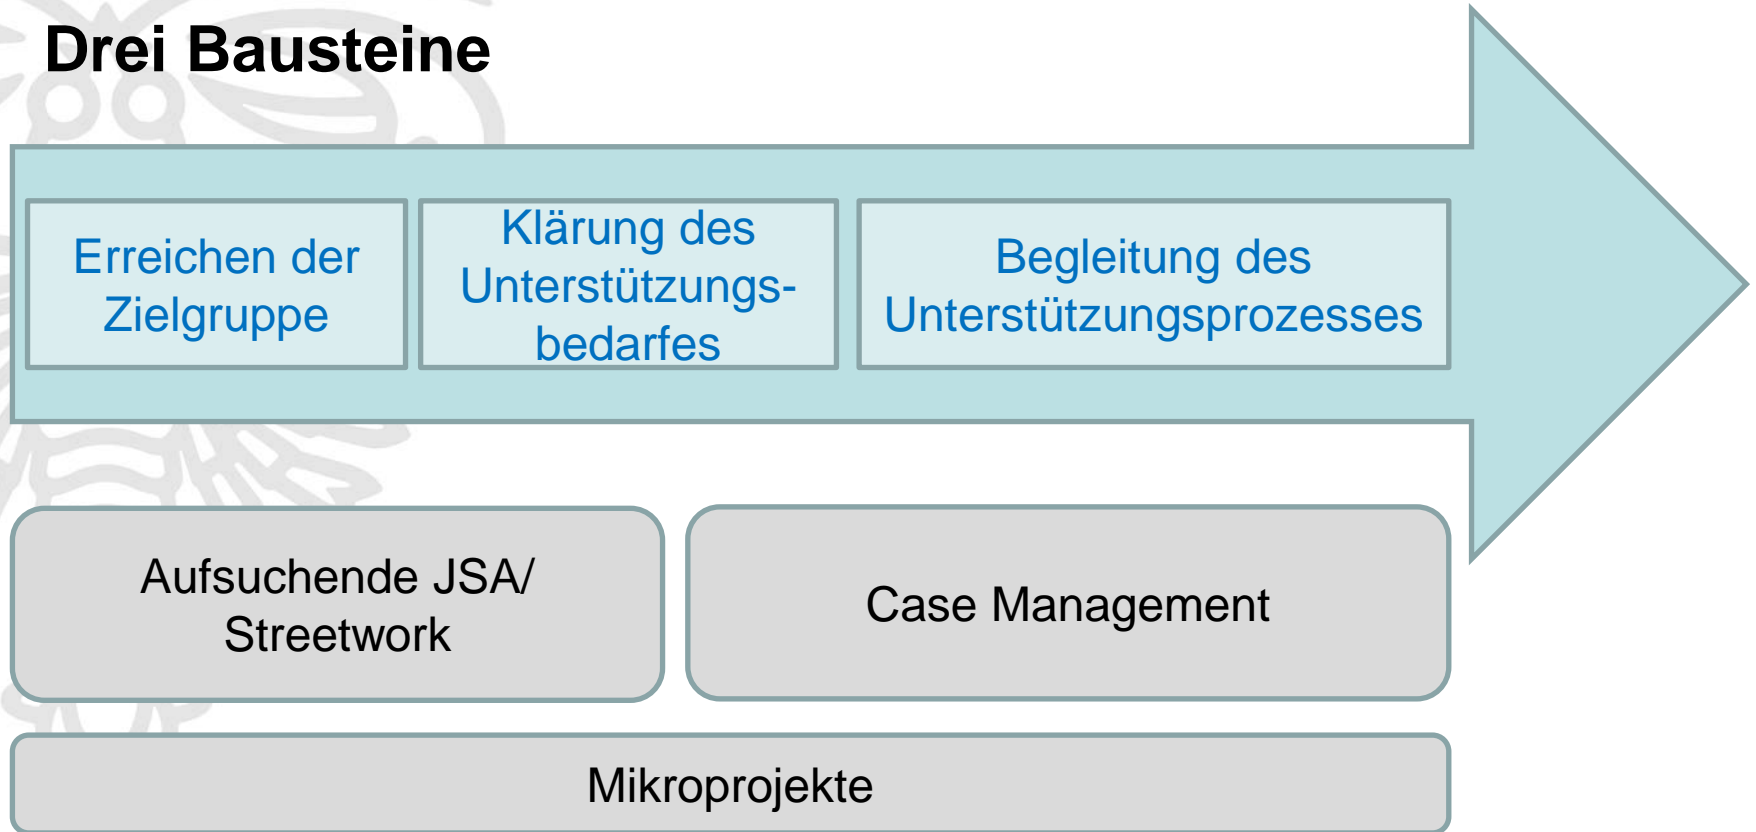 Drei Bausteine
Erreichen der
Zielgruppe
Klärung des
Unterstützungs-
bedarfes
Begleitung des
Unterstützungsprozesses
Aufsuchende JSA/
Streetwork
Case Management
Mikroprojekte